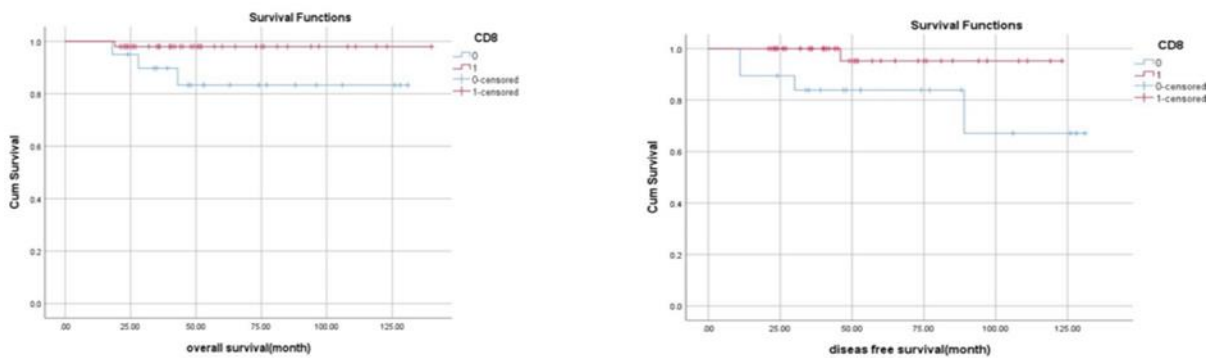 Survival Functions
CD8
0
1
0-censored
1-censored
Cum Survival
1.0
0.8
0.6
0.4
0.2
0.0
.00 25.00 50.00 75.00 100.00 125.00
overall survival(month)
Survival Functions
CD8
0
1
0-censored
1-censored
Cum Survival
1.0
0.8
0.6
0.4
0.2
0.0
.00 25.00 50.00 75.00 100.00 125.00
diseas free survival(month)